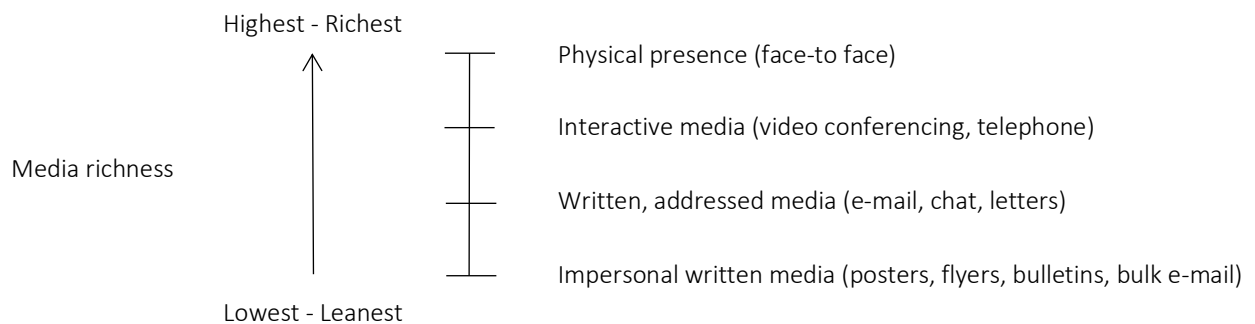 Highest - Richest
Physical presence (face-to face)
Interactive media (video conferencing, telephone)
Media richness
Written, addressed media (e-mail, chat, letters)
Impersonal written media (posters, flyers, bulletins, bulk e-mail)
Lowest - Leanest